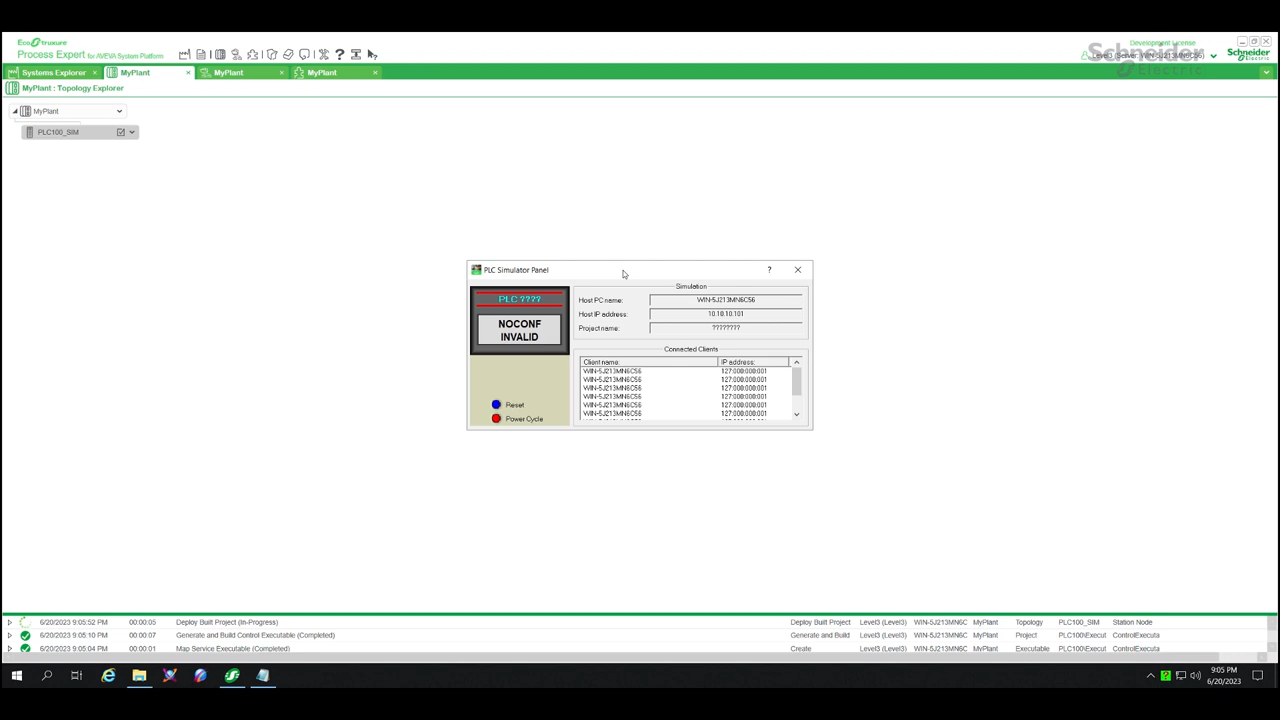 EcoStruxure
Process Expert for AVEVA System Platform
Development License
Level3 (Server: WIN-5J213MN6C56)
Schneider Electric
Schneider Electric
Systems Explorer × MyPlant × MyPlant × MyPlant ×
MyPlant : Topology Explorer
MyPlant
PLC100_SIM
PLC Simulator Panel ? ×
PLC ????
NOCONF
INVALID
Reset
Power Cycle
Simulation
Host PC name: WIN-5J213MN6C56
Host IP address: 10.10.10.101
Project name: ????????
Connected Clients
Client name: IP address:
WIN-5J213MN6C56 127:000:000:001
WIN-5J213MN6C56 127:000:000:001
WIN-5J213MN6C56 127:000:000:001
WIN-5J213MN6C56 127:000:000:001
WIN-5J213MN6C56 127:000:000:001
WIN-5J213MN6C56 127:000:000:001
6/20/2023 9:05:52 PM 00:00:05 Deploy Built Project (In-Progress) Deploy Built Project Level3 (Level3) WIN-5J213MN6C MyPlant Topology PLC100_SIM Station Node
6/20/2023 9:05:10 PM 00:00:07 Generate and Build Control Executable (Completed) Generate and Build Level3 (Level3) WIN-5J213MN6C MyPlant Project PLC100\Execut ControlExecuta
6/20/2023 9:05:04 PM 00:00:01 Map Service Executable (Completed) Create Level3 (Level3) WIN-5J213MN6C MyPlant Executable PLC100\Execut ControlExecuta
9:05 PM
6/20/2023